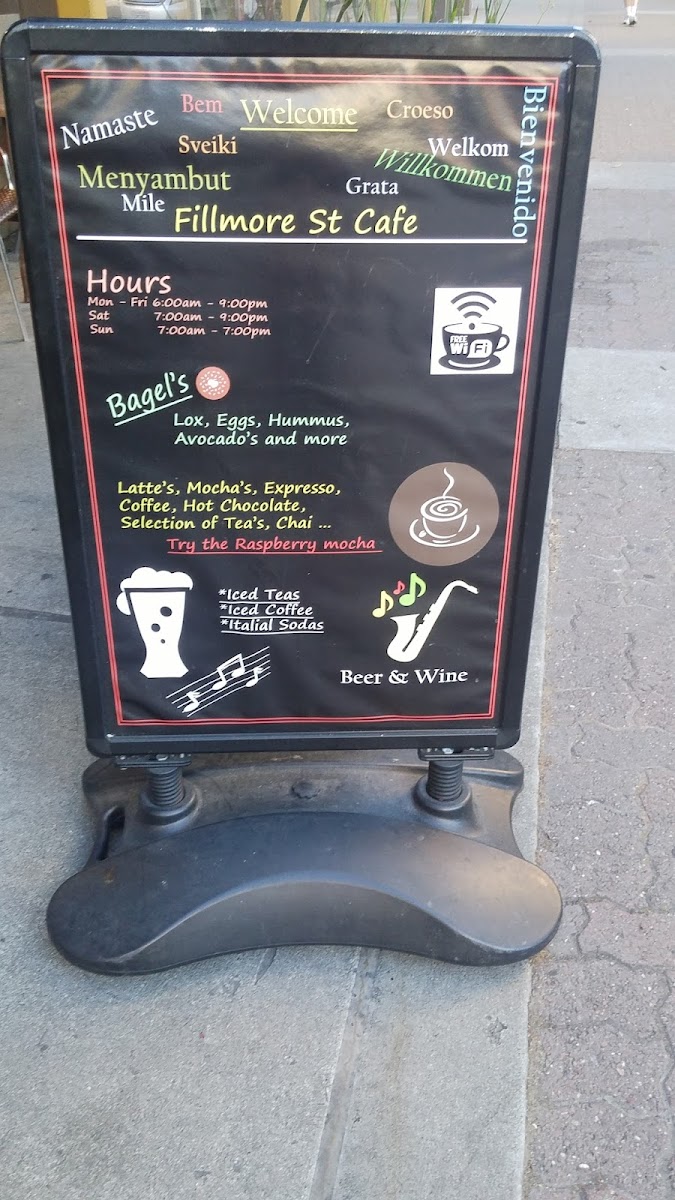 Namaste
Bem
Welcome
Croeso
Bienvenido
Sveiki
Welkom
Willkommen
Menyambut
Grata
Mile
Fillmore St Cafe
Hours
Mon - Fri 6:00am - 9:00pm
Sat 7:00am - 9:00pm
Sun 7:00am - 7:00pm
FREE
Wi Fi
Bagel's
Lox, Eggs, Hummus,
Avocado's and more
Latte's, Mocha's, Expresso,
Coffee, Hot Chocolate,
Selection of Tea's, Chai ...
Try the Raspberry mocha
*Iced Teas
*Iced Coffee
*Italial Sodas
Beer & Wine